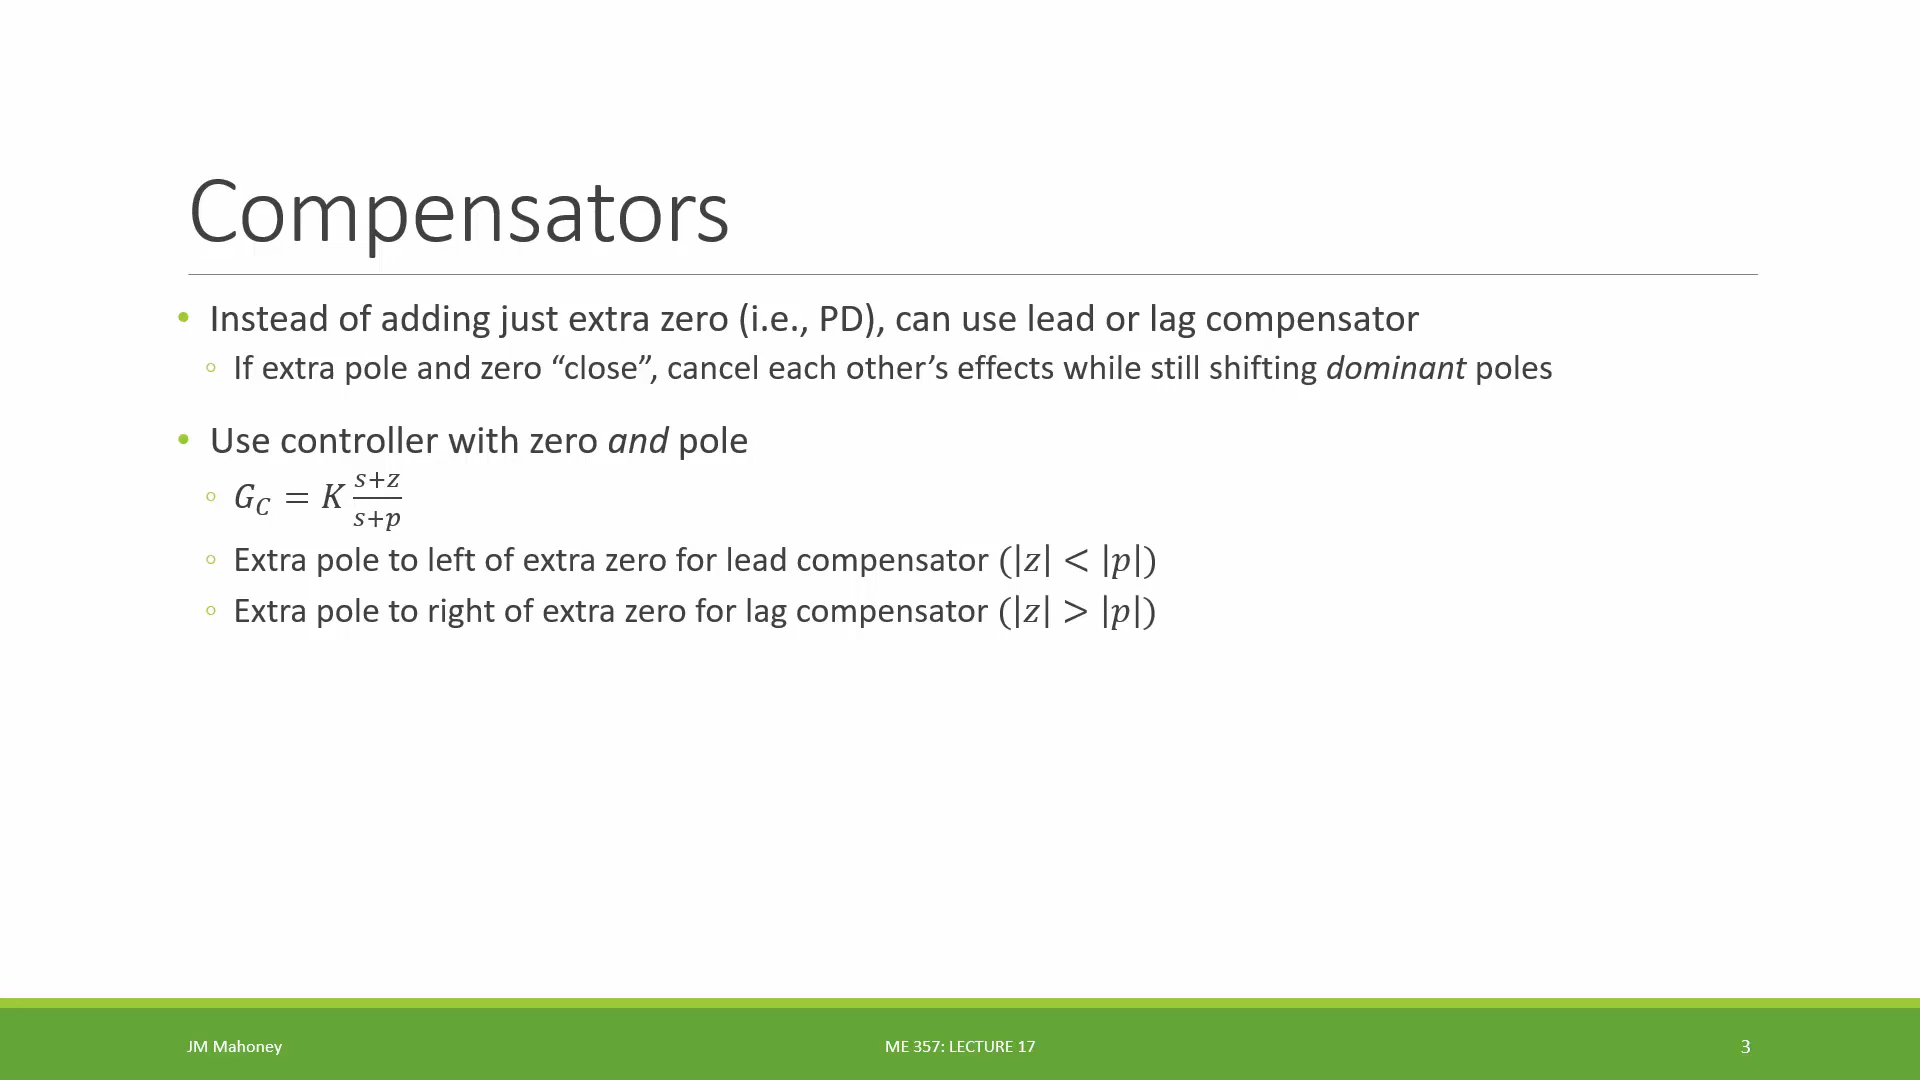 Compensators
• Instead of adding just extra zero (i.e., PD), can use lead or lag compensator
◦ If extra pole and zero “close”, cancel each other’s effects while still shifting dominant poles
• Use controller with zero and pole
◦ G_C = K \frac{s+z}{s+p}
◦ Extra pole to left of extra zero for lead compensator (|z| < |p|)
◦ Extra pole to right of extra zero for lag compensator (|z| > |p|)
JM Mahoney
ME 357: LECTURE 17
3